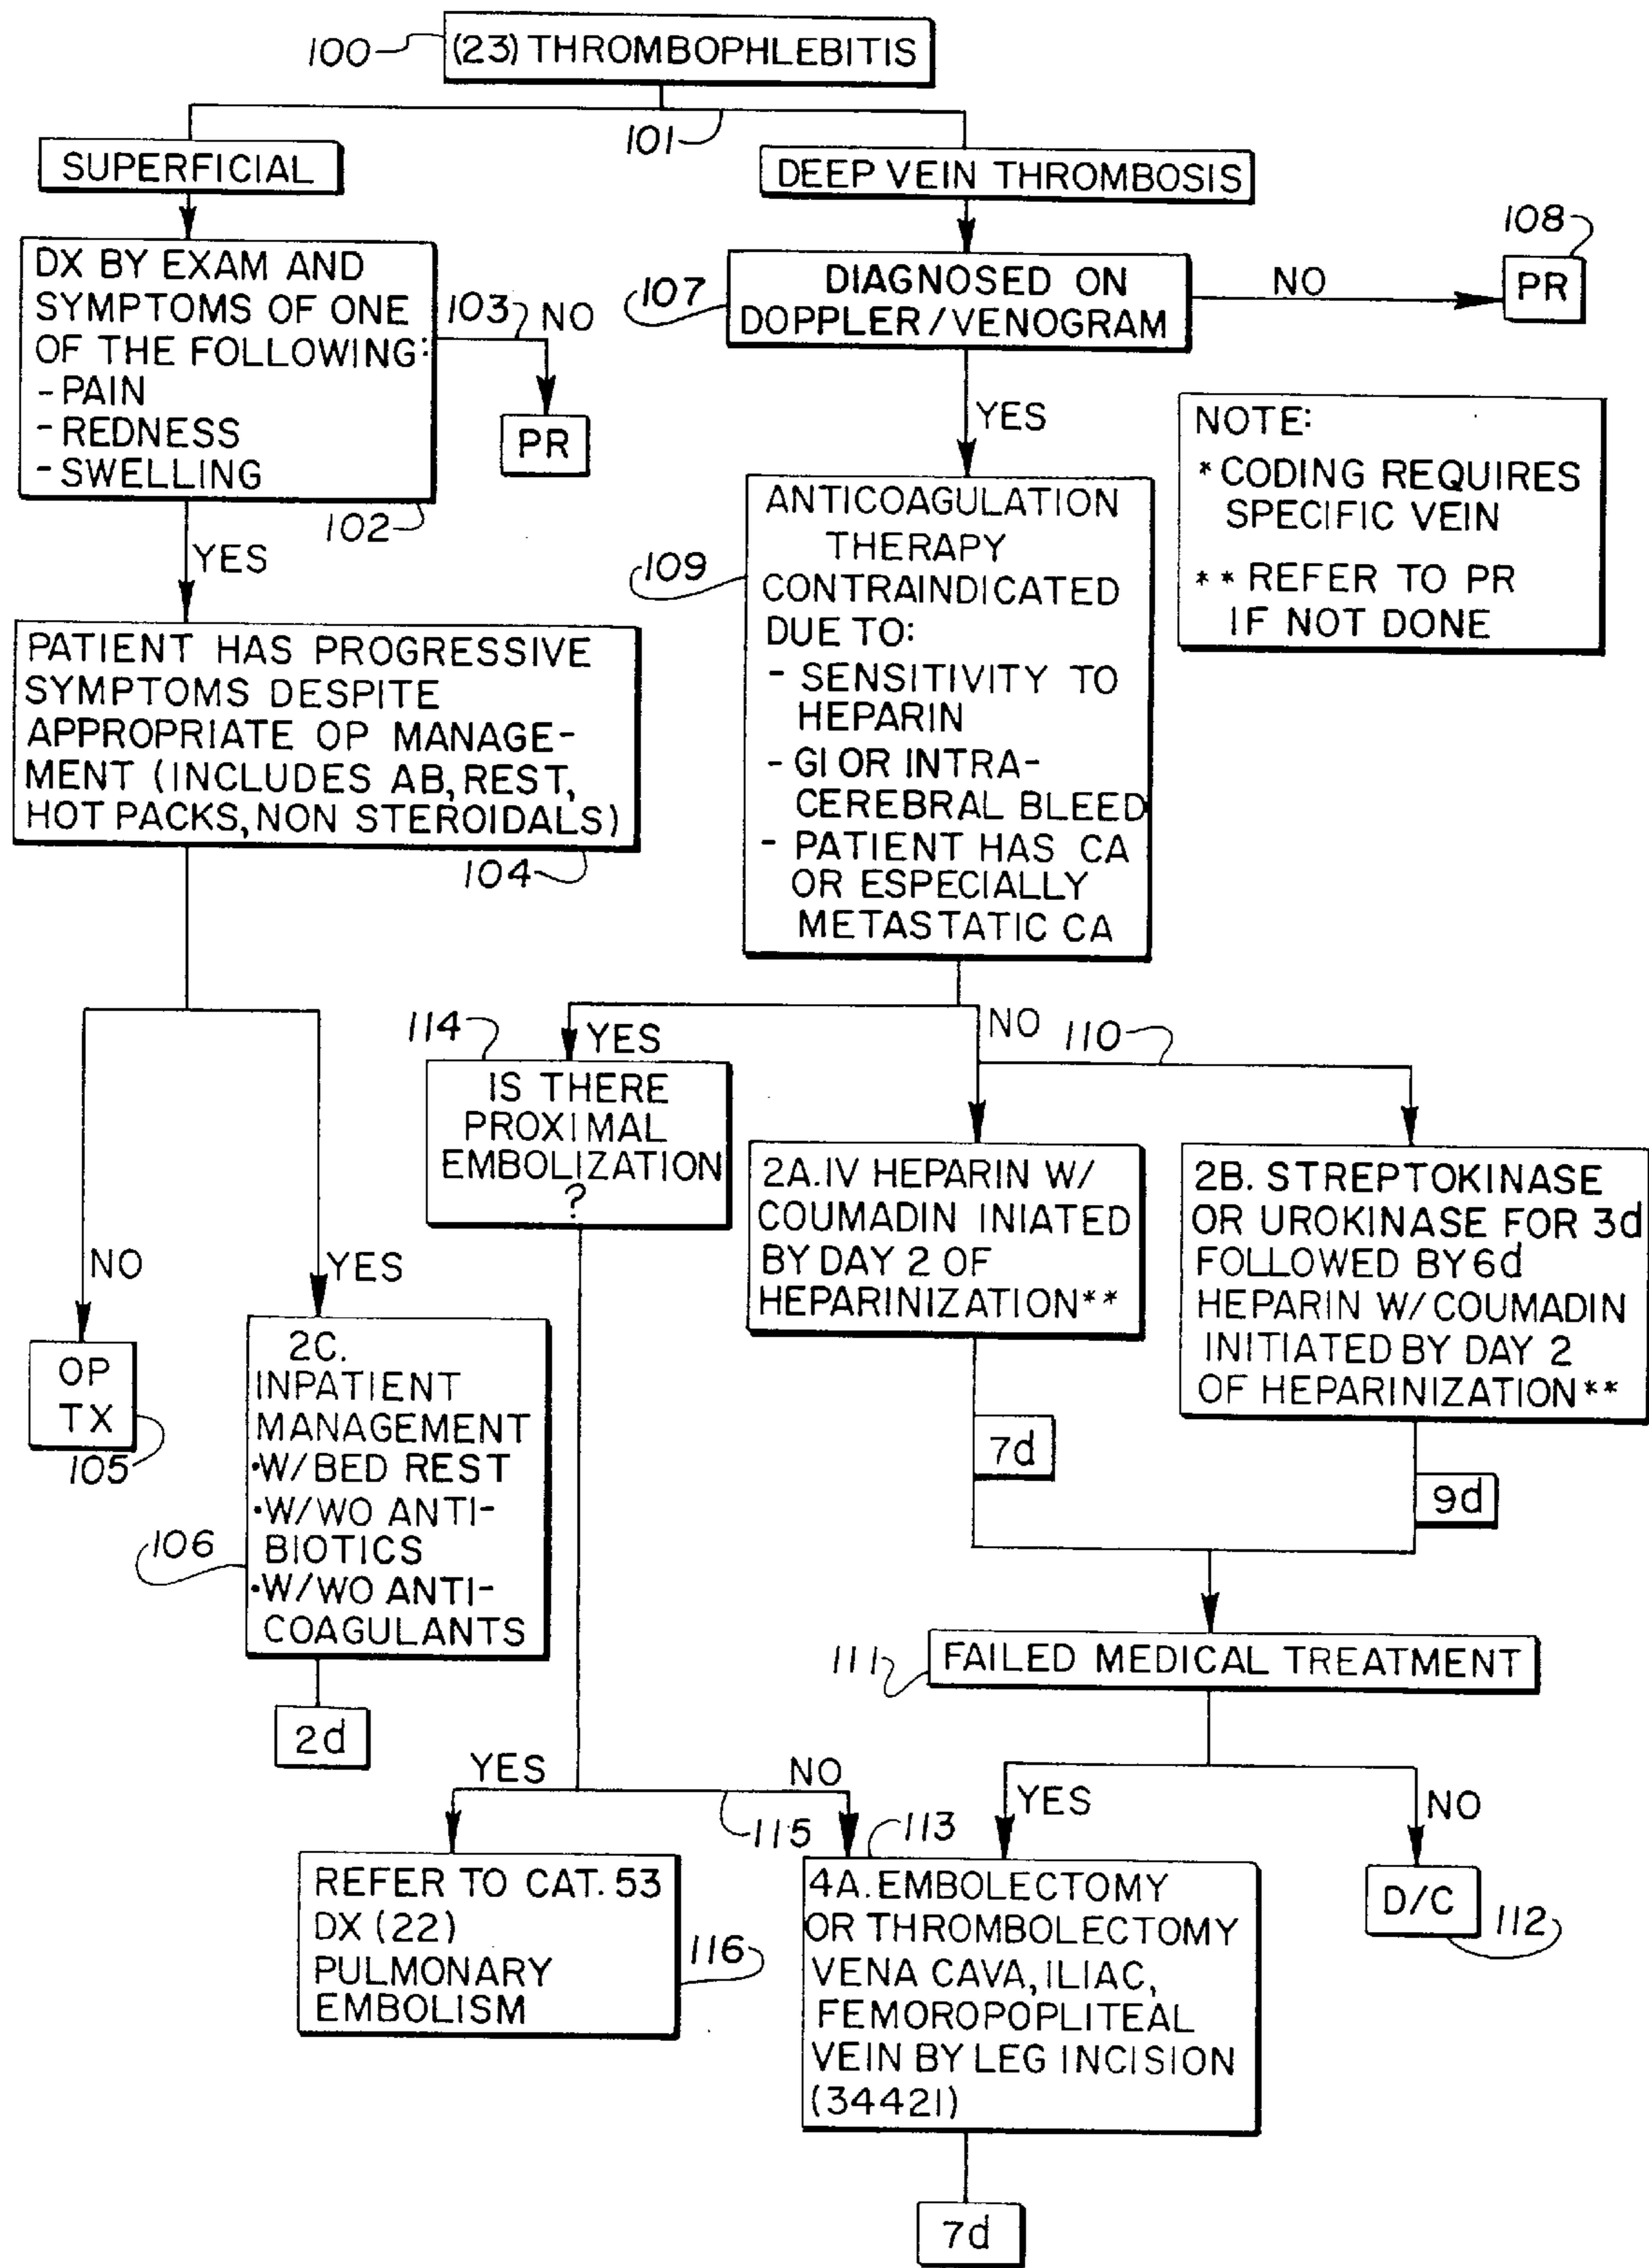 100
(23) THROMBOPHLEBITIS
101
SUPERFICIAL
DEEP VEIN THROMBOSIS
DX BY EXAM AND
SYMPTOMS OF ONE
OF THE FOLLOWING:
- PAIN
- REDNESS
- SWELLING
102
103
NO
PR
107
DIAGNOSED ON
DOPPLER/VENOGRAM
NO
108
PR
YES
YES
NOTE:
* CODING REQUIRES
SPECIFIC VEIN
** REFER TO PR
IF NOT DONE
PATIENT HAS PROGRESSIVE
SYMPTOMS DESPITE
APPROPRIATE OP MANAGE-
MENT (INCLUDES AB, REST,
HOT PACKS, NON STEROIDALS)
104
109
ANTICOAGULATION
THERAPY
CONTRAINDICATED
DUE TO:
- SENSITIVITY TO
HEPARIN
- GI OR INTRA-
CEREBRAL BLEED
- PATIENT HAS CA
OR ESPECIALLY
METASTATIC CA
114
YES
NO
110
IS THERE
PROXIMAL
EMBOLIZATION
?
2A. IV HEPARIN W/
COUMADIN INIATED
BY DAY 2 OF
HEPARINIZATION**
2B. STREPTOKINASE
OR UROKINASE FOR 3d
FOLLOWED BY 6d
HEPARIN W/COUMADIN
INITIATED BY DAY 2
OF HEPARINIZATION**
NO
YES
OP
TX
105
2C.
INPATIENT
MANAGEMENT
•W/BED REST
•W/WO ANTI-
BIOTICS
•W/WO ANTI-
COAGULANTS
106
2d
7d
9d
111
FAILED MEDICAL TREATMENT
YES
NO
115
YES
NO
113
REFER TO CAT. 53
DX (22)
PULMONARY
EMBOLISM
116
4A. EMBOLECTOMY
OR THROMBOLECTOMY
VENA CAVA, ILIAC,
FEMOROPOPLITEAL
VEIN BY LEG INCISION
(34421)
D/C
112
7d